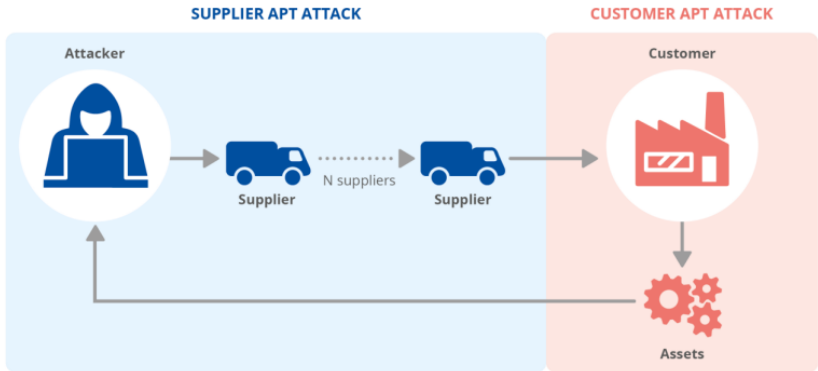 SUPPLIER APT ATTACK
CUSTOMER APT ATTACK
Attacker
Customer
N suppliers
Supplier
Supplier
Assets